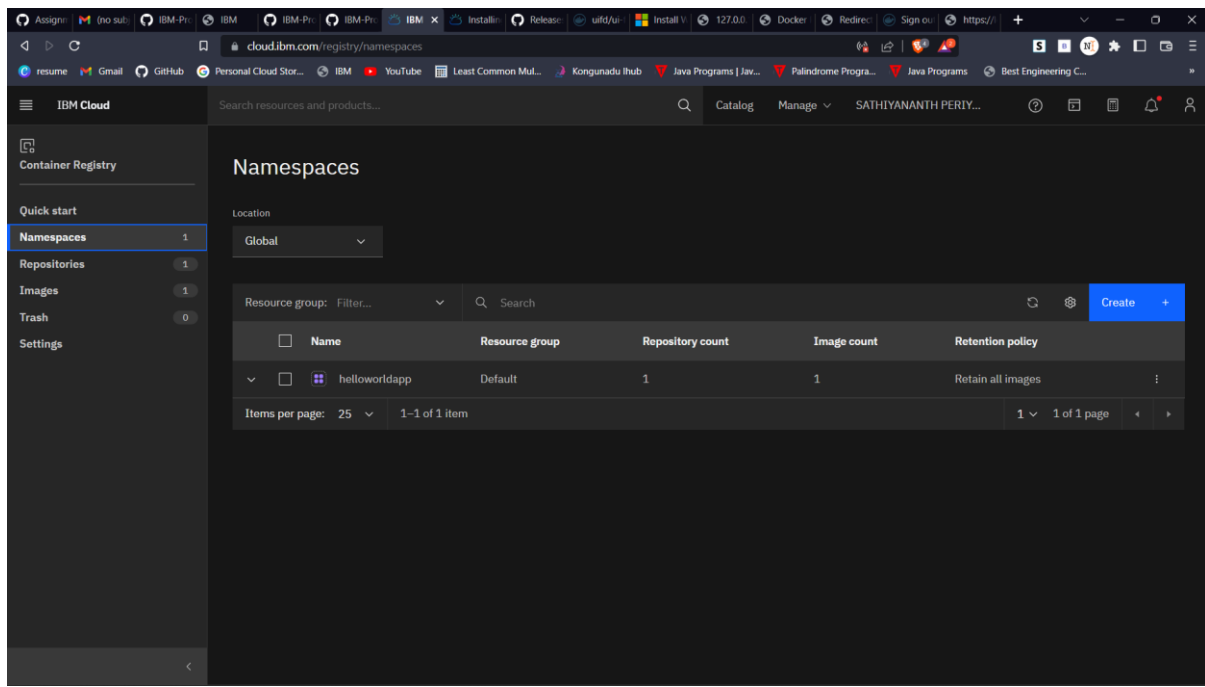 Assignm (no subj IBM-Pro IBM IBM-Pro IBM-Pro IBM Installin Release uifd/ui- Install V 127.0.0. Docker Redirec Sign ou https://
cloud.ibm.com/registry/namespaces
resume Gmail GitHub Personal Cloud Stor... IBM YouTube Least Common Mul... Kongunadu Ihub Java Programs | Jav... Palindrome Progra... Java Programs Best Engineering C... »
IBM Cloud Search resources and products... Catalog Manage SATHIYANANTH PERIY...
Container Registry
Quick start
Namespaces 1
Repositories 1
Images 1
Trash 0
Settings
Namespaces
Location
Global
Resource group: Filter... Search Create +
Name Resource group Repository count Image count Retention policy
helloworldapp Default 1 1 Retain all images
Items per page: 25 1–1 of 1 item 1 1 of 1 page